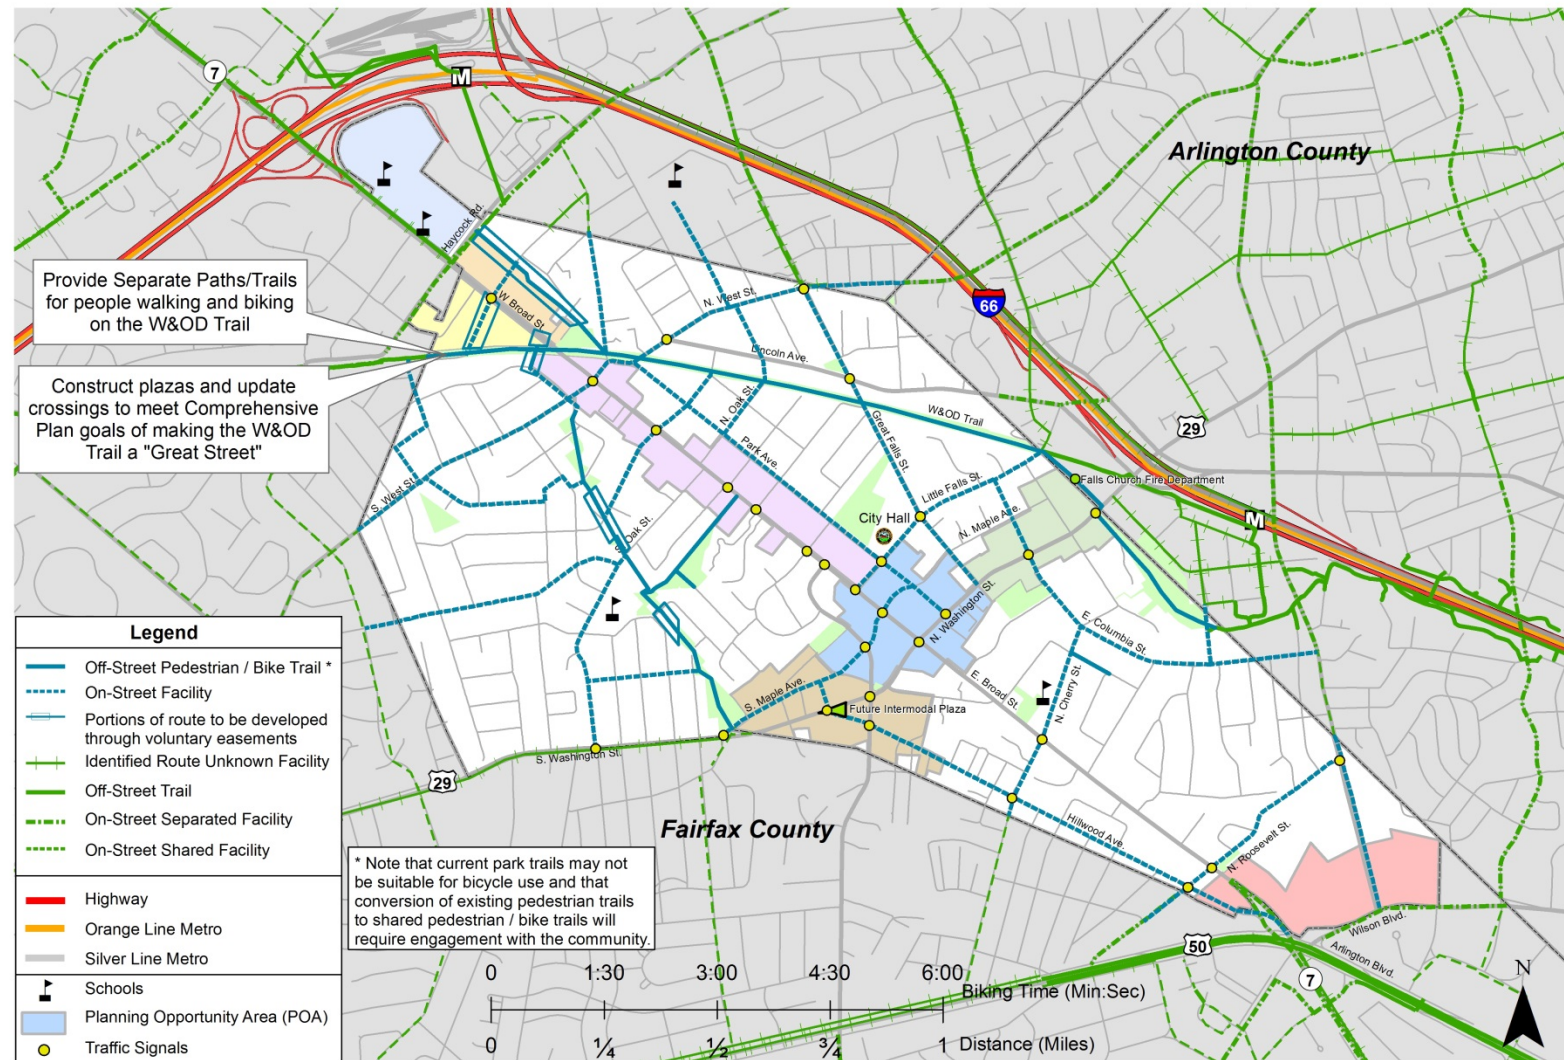 7
M
Arlington County
Haycock Rd.
Provide Separate Paths/Trails
for people walking and biking
on the W&OD Trail
W Broad St.
N. West St.
66
Lincoln Ave.
Construct plazas and update
crossings to meet Comprehensive
Plan goals of making the W&OD
Trail a "Great Street"
N. Oak St.
W&OD Trail
29
Great Falls St.
Park Ave.
S. West St.
Little Falls St.
Falls Church Fire Department
N. Maple Ave.
City Hall
M
S. Oak St.
N. Washington St.
E. Columbia St.
E. Broad St.
N. Cherry St.
S. Maple Ave.
Future Intermodal Plaza
S. Washington St.
29
Fairfax County
Hillwood Ave.
N. Roosevelt St.
Wilson Blvd.
Arlington Blvd.
50
7
Legend
Off-Street Pedestrian / Bike Trail *
On-Street Facility
Portions of route to be developed
through voluntary easements
Identified Route Unknown Facility
Off-Street Trail
On-Street Separated Facility
On-Street Shared Facility
Highway
Orange Line Metro
Silver Line Metro
Schools
Planning Opportunity Area (POA)
Traffic Signals
* Note that current park trails may not
be suitable for bicycle use and that
conversion of existing pedestrian trails
to shared pedestrian / bike trails will
require engagement with the community.
0 1:30 3:00 4:30 6:00
Biking Time (Min:Sec)
0 1/4 1/2 3/4 1 Distance (Miles)
N